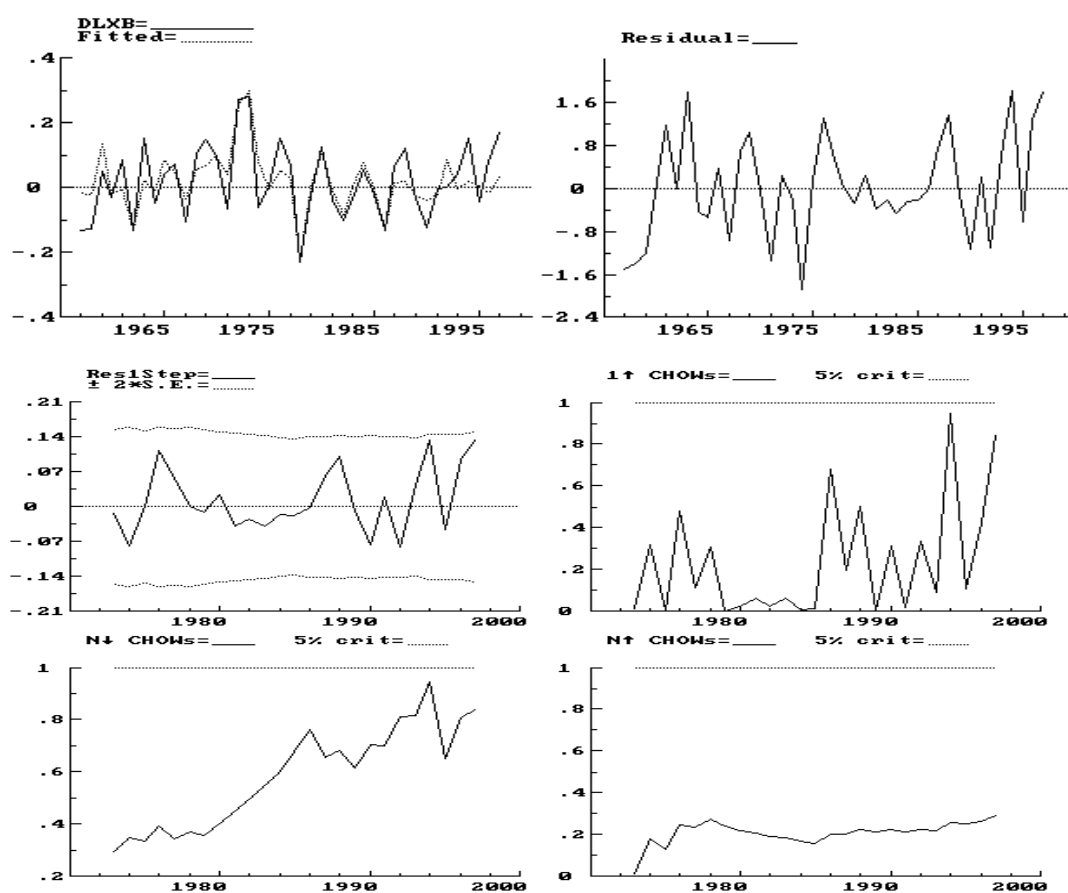 DLXB=
Fitted=
.4
.2
0
-.2
-.4
1965 1975 1985 1995
Residual=
1.6
.8
0
-.8
-1.6
-2.4
1965 1975 1985 1995
Res1Step=
± 2*S.E.=
.21
.14
.07
0
-.07
-.14
-.21
1980 1990 2000
1↑ CHOWs= 5% crit=
1
.8
.6
.4
.2
0
1980 1990 2000
N↓ CHOWs= 5% crit=
1
.8
.6
.4
.2
1980 1990 2000
N↑ CHOWs= 5% crit=
1
.8
.6
.4
.2
0
1980 1990 2000